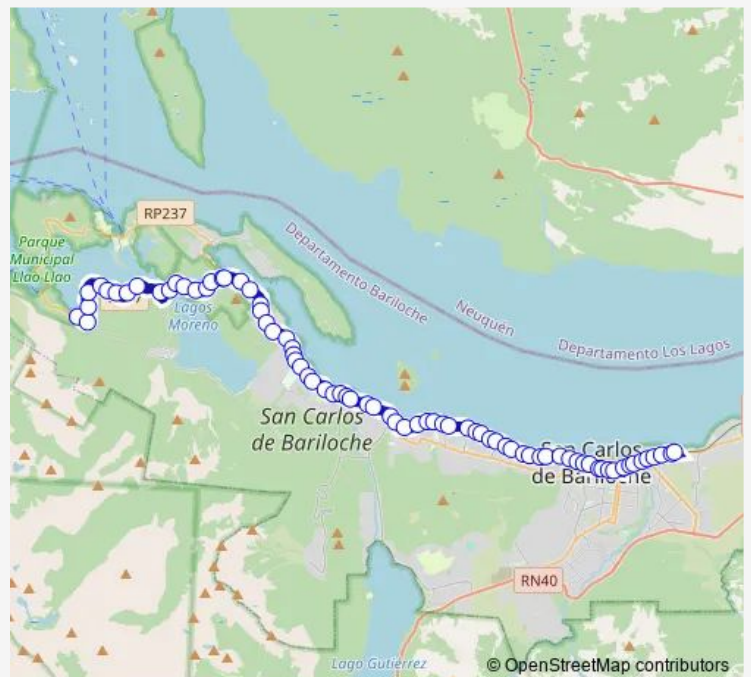 RP237
Parque
Municipal
Llao Llao
Departamento Bariloche
Neuquén
Departamento Los Lagos
Lagos
Moreno
San Carlos
de Bariloche
San Carlos
de Bariloche
RN40
Lago Gutiérrez
© OpenStreetMap contributors